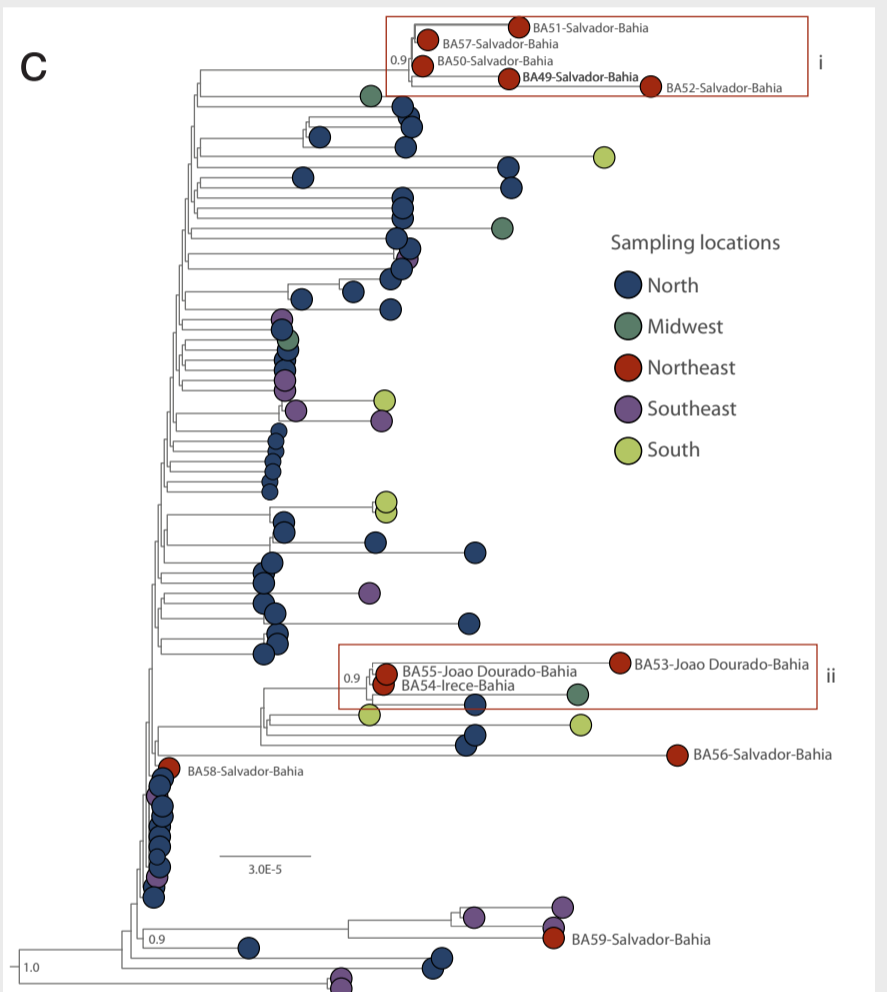 C
BA51-Salvador-Bahia
BA57-Salvador-Bahia
0.9
BA50-Salvador-Bahia
BA49-Salvador-Bahia
BA52-Salvador-Bahia
i
Sampling locations
North
Midwest
Northeast
Southeast
South
BA53-Joao Dourado-Bahia
BA55-Joao Dourado-Bahia
0.9
BA54-Irece-Bahia
ii
BA56-Salvador-Bahia
BA58-Salvador-Bahia
3.0E-5
0.9
BA59-Salvador-Bahia
1.0